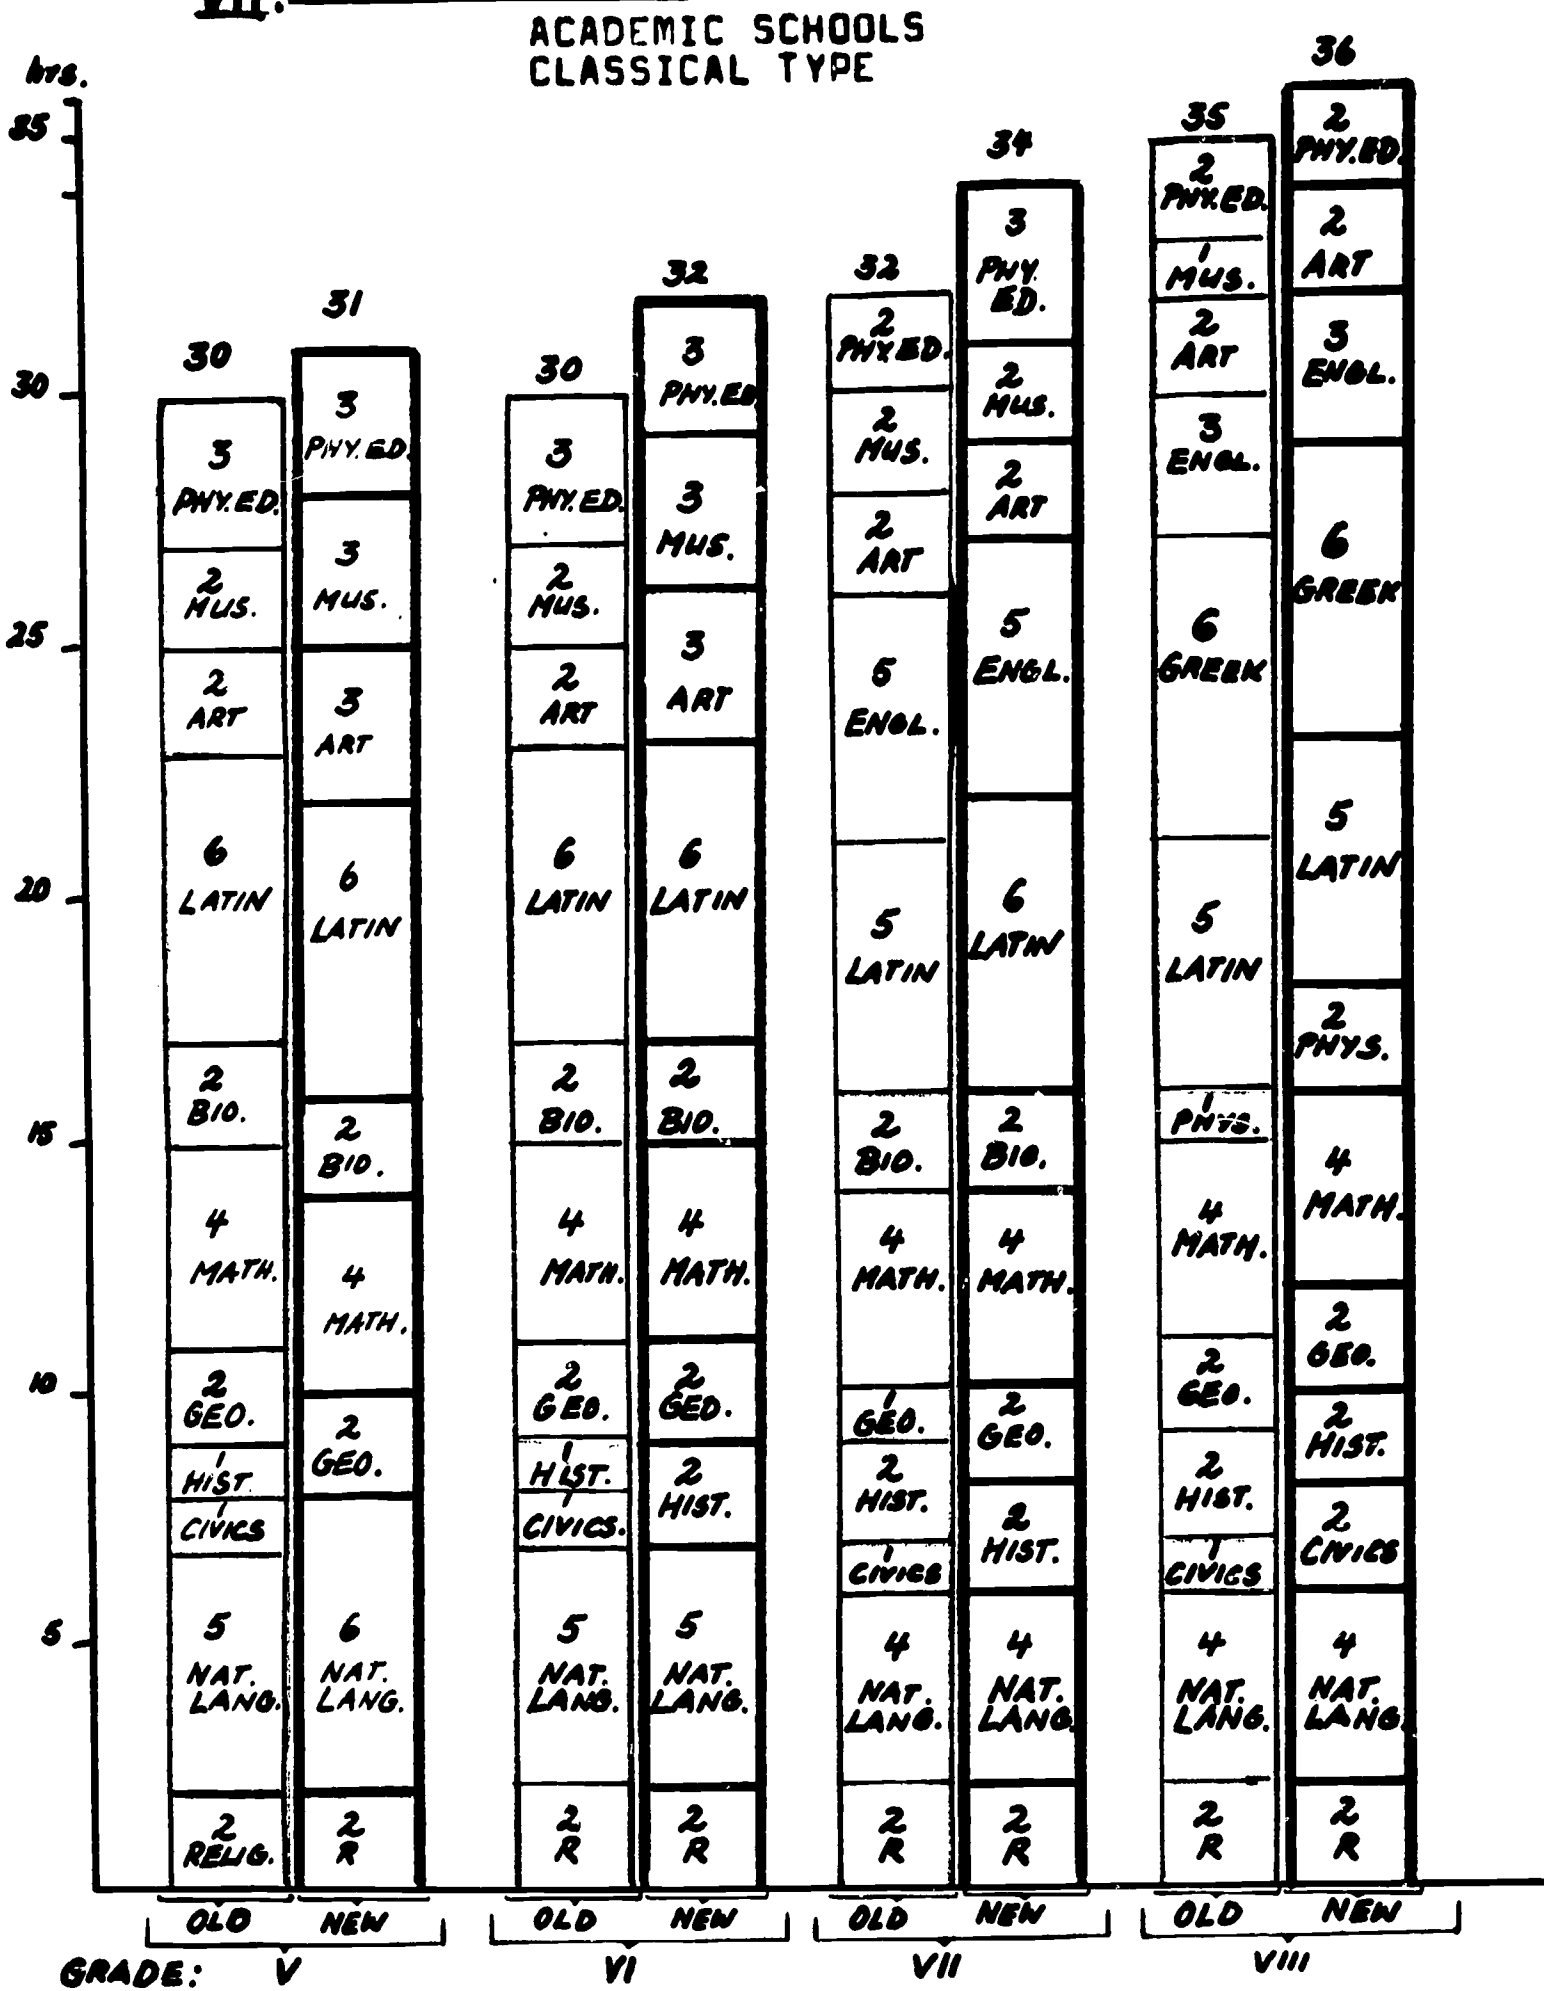 VII.
ACADEMIC SCHOOLS
CLASSICAL TYPE
hrs.
35
30
25
20
15
10
5
30
3
PHY.ED.
2
MUS.
2
ART
6
LATIN
2
BIO.
4
MATH.
2
GEO.
1
HIST.
1
CIVICS
5
NAT.
LANG.
2
RELIG.
31
3
PHY.ED.
3
MUS.
3
ART
6
LATIN
2
BIO.
4
MATH.
2
GEO.
6
NAT.
LANG.
2
R
30
3
PHY.ED.
2
MUS.
2
ART
6
LATIN
2
BIO.
4
MATH.
2
GEO.
1
HIST.
1
CIVICS.
5
NAT.
LANG.
2
R
32
3
PHY.ED
3
MUS.
3
ART
6
LATIN
2
BIO.
4
MATH.
2
GEO.
2
HIST.
5
NAT.
LANG.
2
R
32
2
PHY.ED.
2
MUS.
2
ART
5
ENGL.
5
LATIN
2
BIO.
4
MATH.
1
GEO.
2
HIST.
1
CIVICS
4
NAT.
LANG.
2
R
34
3
PHY.
ED.
2
MUS.
2
ART
5
ENGL.
6
LATIN
2
BIO.
4
MATH.
2
GEO.
2
HIST.
4
NAT.
LANG.
2
R
35
2
PHY.ED.
1
MUS.
2
ART
3
ENGL.
6
GREEK
5
LATIN
1
PHYS.
4
MATH.
2
GEO.
2
HIST.
1
CIVICS
4
NAT.
LANG.
2
R
36
2
PHY.ED.
2
ART
3
ENGL.
6
GREEK
5
LATIN
2
PHYS.
4
MATH.
2
GEO.
2
HIST.
2
CIVICS
4
NAT.
LANG.
2
R
OLD NEW OLD NEW OLD NEW OLD NEW
GRADE: V VI VII VIII